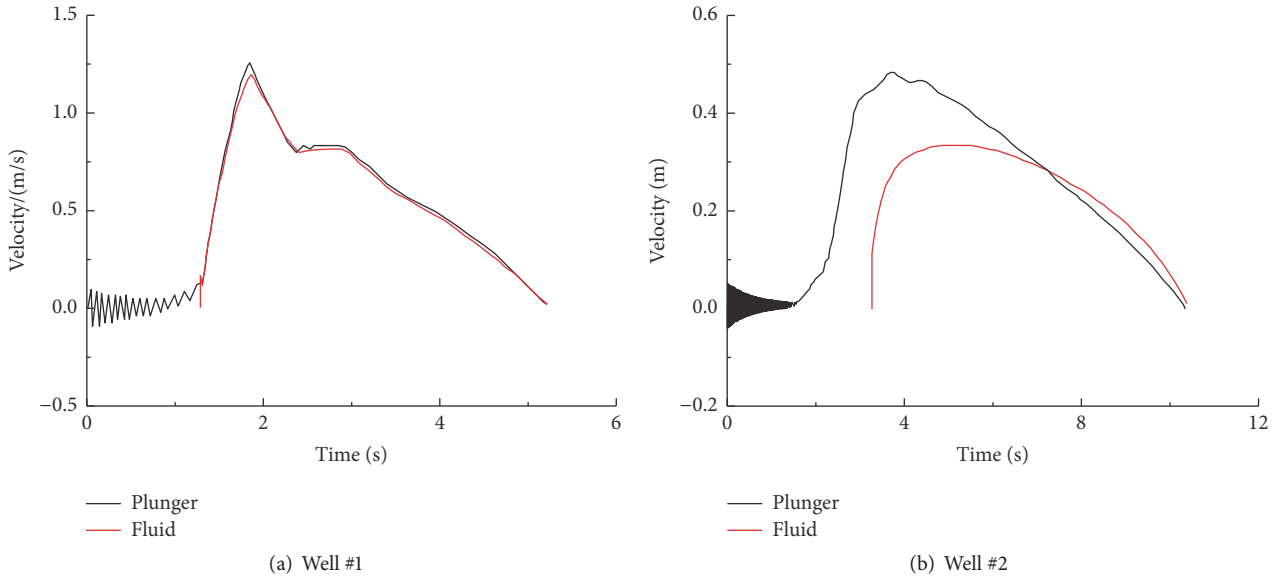 1.5
1.0
0.5
0.0
−0.5
Velocity/(m/s)
0
2
4
6
Time (s)
Plunger
Fluid
(a) Well #1
0.6
0.4
0.2
0.0
−0.2
Velocity (m)
0
4
8
12
Time (s)
Plunger
Fluid
(b) Well #2